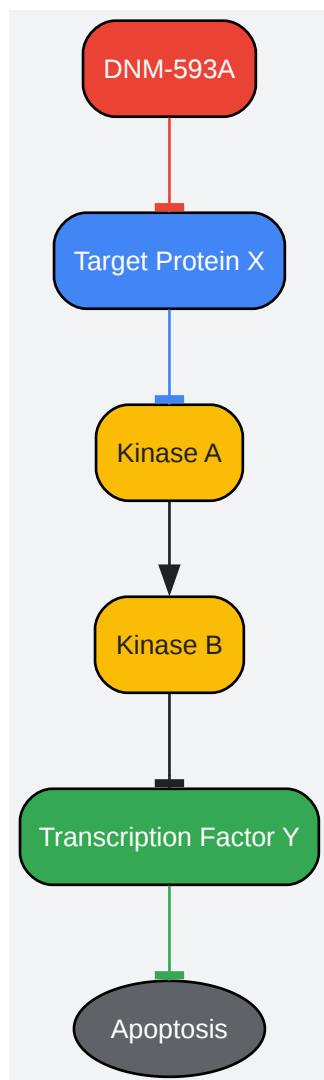 DNM-593A
Target Protein X
Kinase A
Kinase B
Transcription Factor Y
Apoptosis